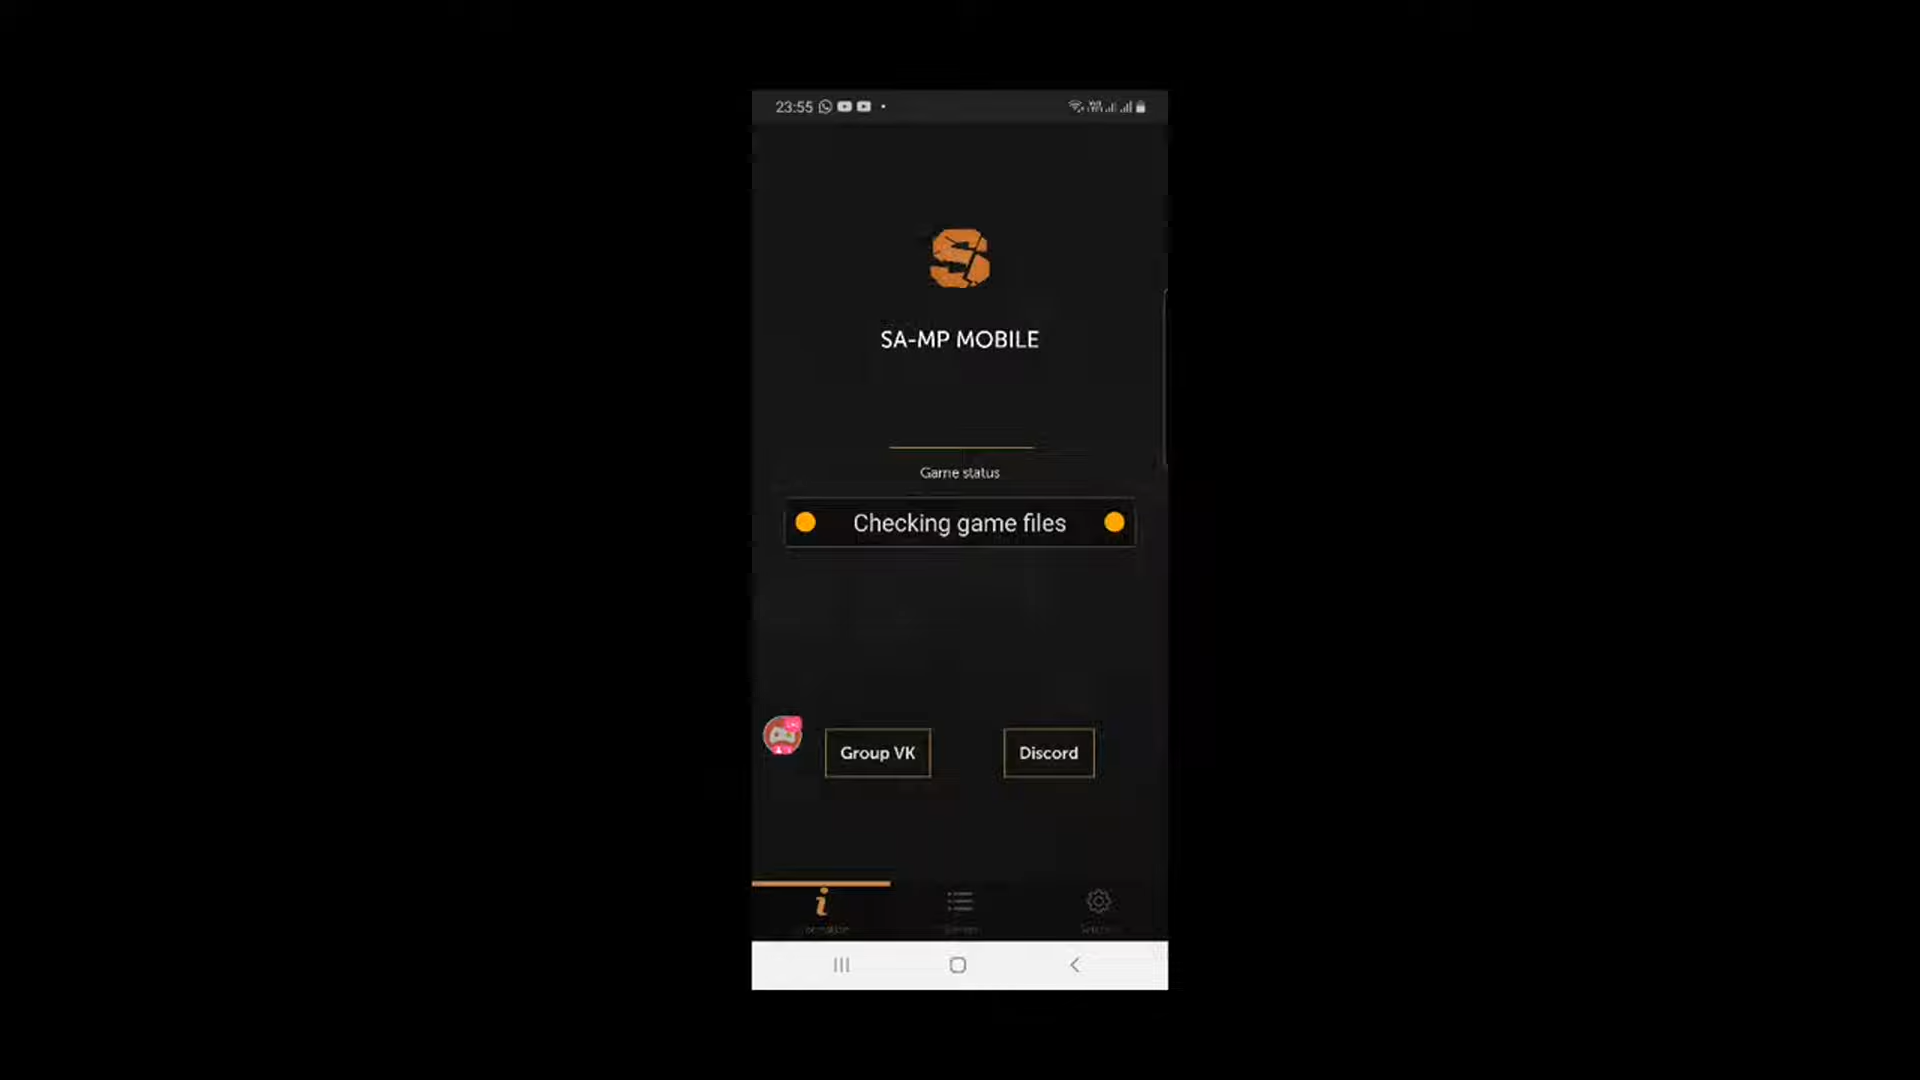 23:55
S
SA-MP MOBILE
Game status
Checking game files
Group VK
Discord